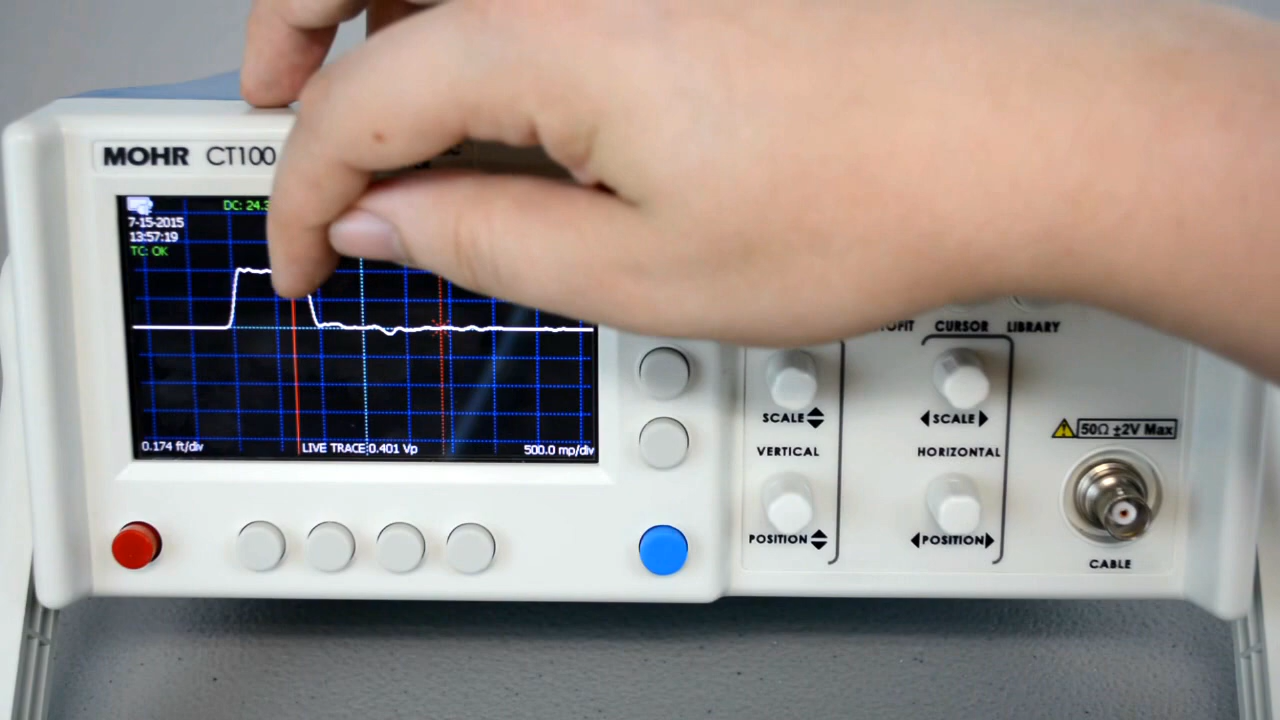 MOHR CT100
DC: 24.3
7-15-2015
13:57:19
TC: OK
0.174 ft/div
LIVE TRACE:0.401 Vp
500.0 mp/div
CURSOR
LIBRARY
SCALE
SCALE
VERTICAL
HORIZONTAL
50Ω ±2V Max
POSITION
POSITION
CABLE